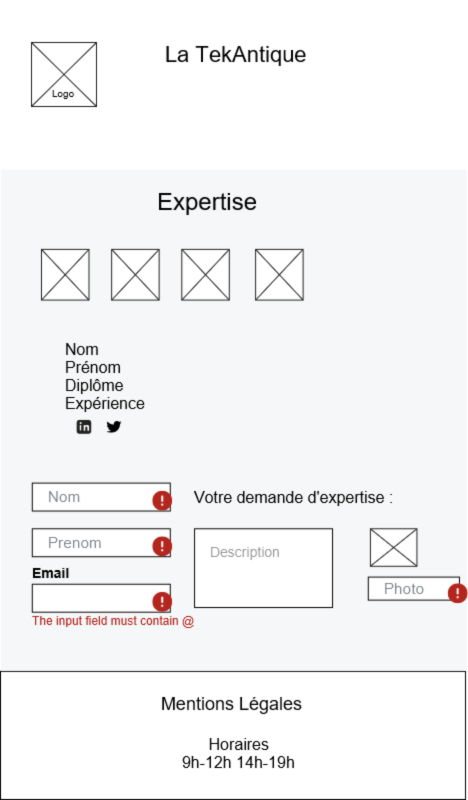 La TekAntique
Logo
Expertise
Nom
Prénom
Diplôme
Expérience
in
Nom
Votre demande d'expertise :
Prenom
Description
Email
Photo
The input field must contain @
Mentions Légales
Horaires
9h-12h 14h-19h